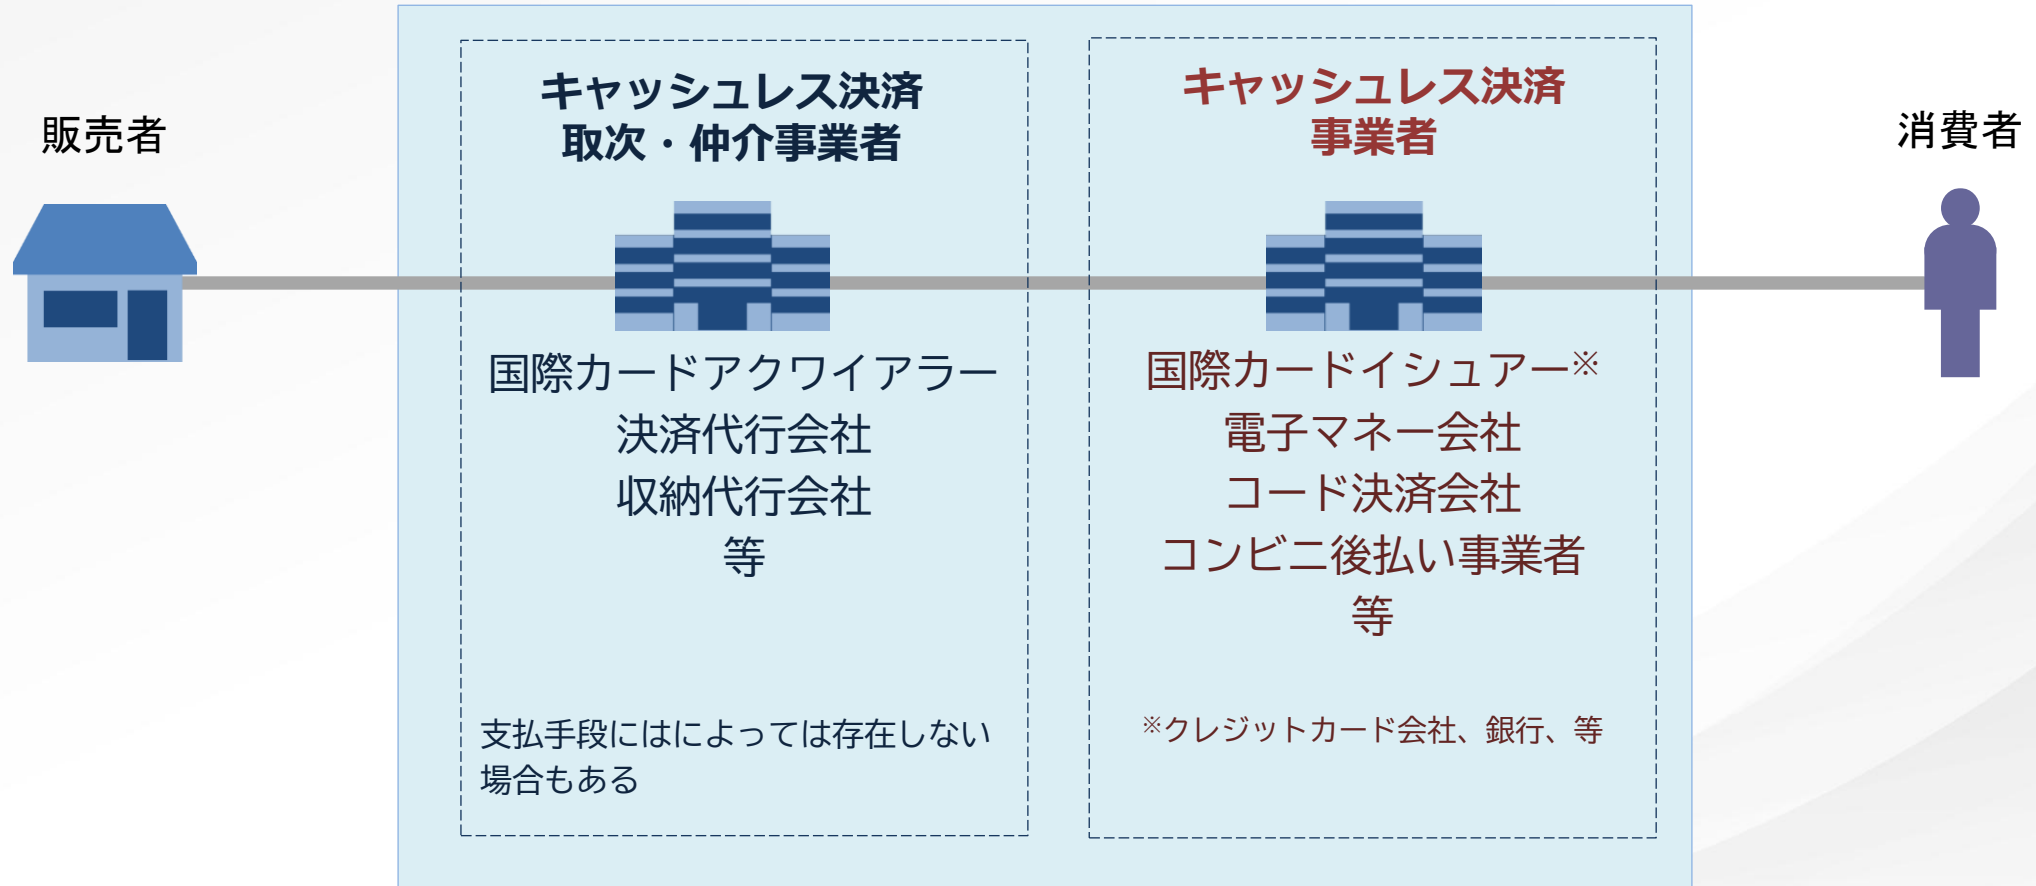 販売者
キャッシュレス決済
取次・仲介事業者
国際カードアクワイアラー
決済代行会社
収納代行会社
等
支払手段にはによっては存在しない
場合もある
キャッシュレス決済
事業者
国際カードイシュアー※
電子マネー会社
コード決済会社
コンビニ後払い事業者
等
※クレジットカード会社、銀行、等
消費者